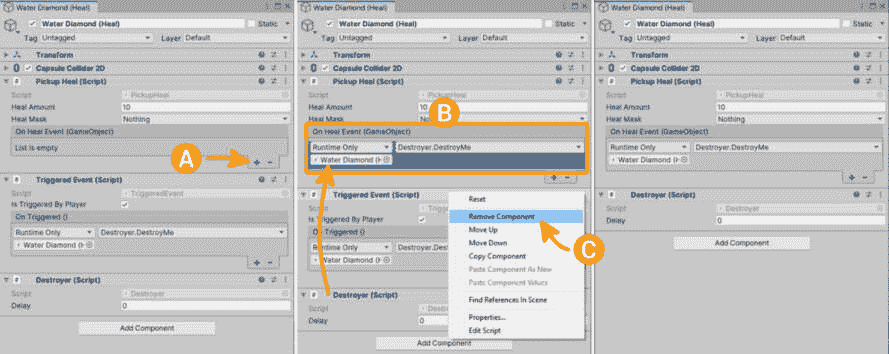 Water Diamond (Heal)
Water Diamond (Heal) Static
Tag Untagged Layer Default
Transform
Capsule Collider 2D
Pickup Heal (Script)
Script PickupHeal
Heal Amount 10
Heal Mask Nothing
On Heal Event (GameObject)
List is empty
A
+ -
Triggered Event (Script)
Script TriggeredEvent
Is Triggered By Player
On Triggered ()
Runtime Only Destroyer.DestroyMe
Water Diamond (H
+ -
Destroyer (Script)
Script Destroyer
Delay 0
Add Component
Water Diamond (Heal)
Water Diamond (Heal) Static
Tag Untagged Layer Default
Transform
Capsule Collider 2D
Pickup Heal (Script)
Script PickupHeal
Heal Amount 10
Heal Mask Nothing
B
On Heal Event (GameObject)
Runtime Only Destroyer.DestroyMe
Water Diamond (H
+ -
Triggered Event (Script)
Script
Is Triggered By Player
On Triggered ()
Runtime Only Destroyer.Des
Water Diamond (H
Destroyer (Script)
Script Des
Delay 0
Add Component
Reset
Remove Component
Move Up
Move Down
Copy Component
Paste Component As New
Paste Component Values
Find References In Scene
Properties...
Edit Script
C
Water Diamond (Heal)
Water Diamond (Heal) Static
Tag Untagged Layer Default
Transform
Capsule Collider 2D
Pickup Heal (Script)
Script PickupHeal
Heal Amount 10
Heal Mask Nothing
On Heal Event (GameObject)
Runtime Only Destroyer.DestroyMe
Water Diamond (H
+ -
Destroyer (Script)
Script Destroyer
Delay 0
Add Component